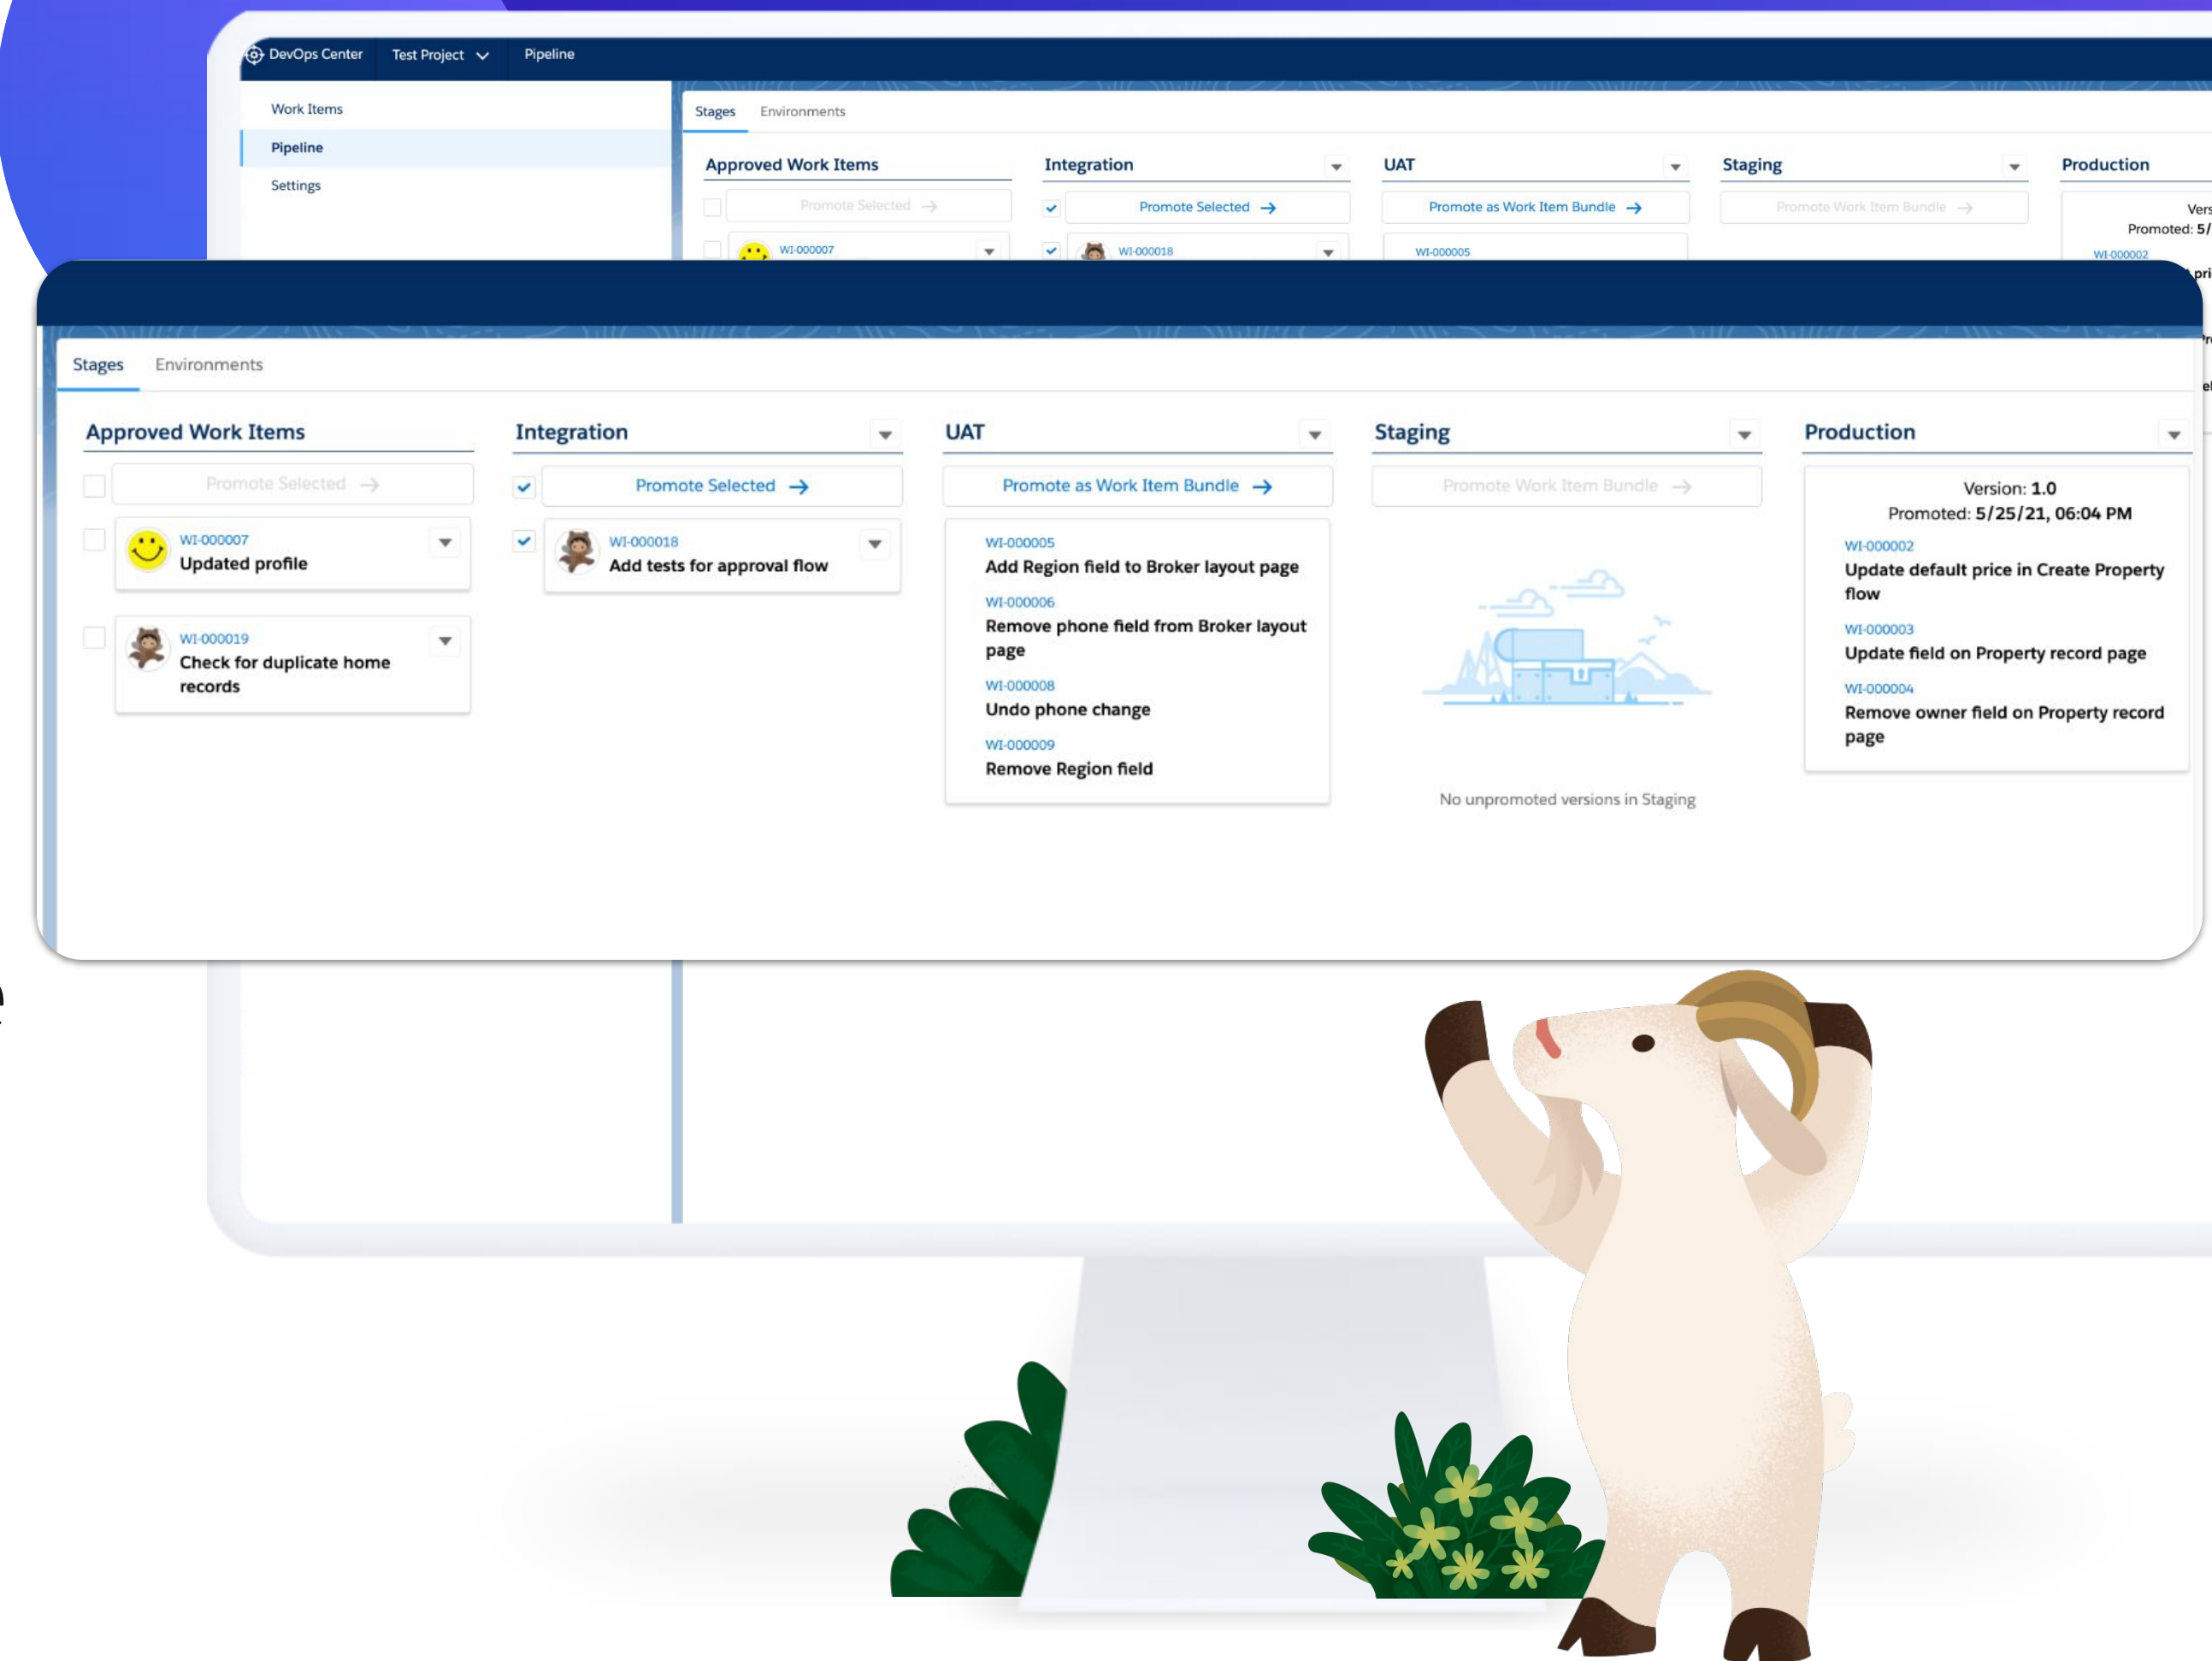 DevOps Center Test Project Pipeline
Work Items
Pipeline
Settings
Stages Environments
Approved Work Items Integration UAT Staging Production
Promote Selected → Promote Selected → Promote as Work Item Bundle → Promote Work Item Bundle →
Promoted: 5/
WI-000007 WI-000018 WI-000005 WI-000002
Stages Environments
Approved Work Items
Promote Selected →
WI-000007
Updated profile
WI-000019
Check for duplicate home
records
Integration
Promote Selected →
WI-000018
Add tests for approval flow
UAT
Promote as Work Item Bundle →
WI-000005
Add Region field to Broker layout page
WI-000006
Remove phone field from Broker layout
page
WI-000008
Undo phone change
WI-000009
Remove Region field
Staging
Promote Work Item Bundle →
No unpromoted versions in Staging
Production
Version: 1.0
Promoted: 5/25/21, 06:04 PM
WI-000002
Update default price in Create Property
flow
WI-000003
Update field on Property record page
WI-000004
Remove owner field on Property record
page